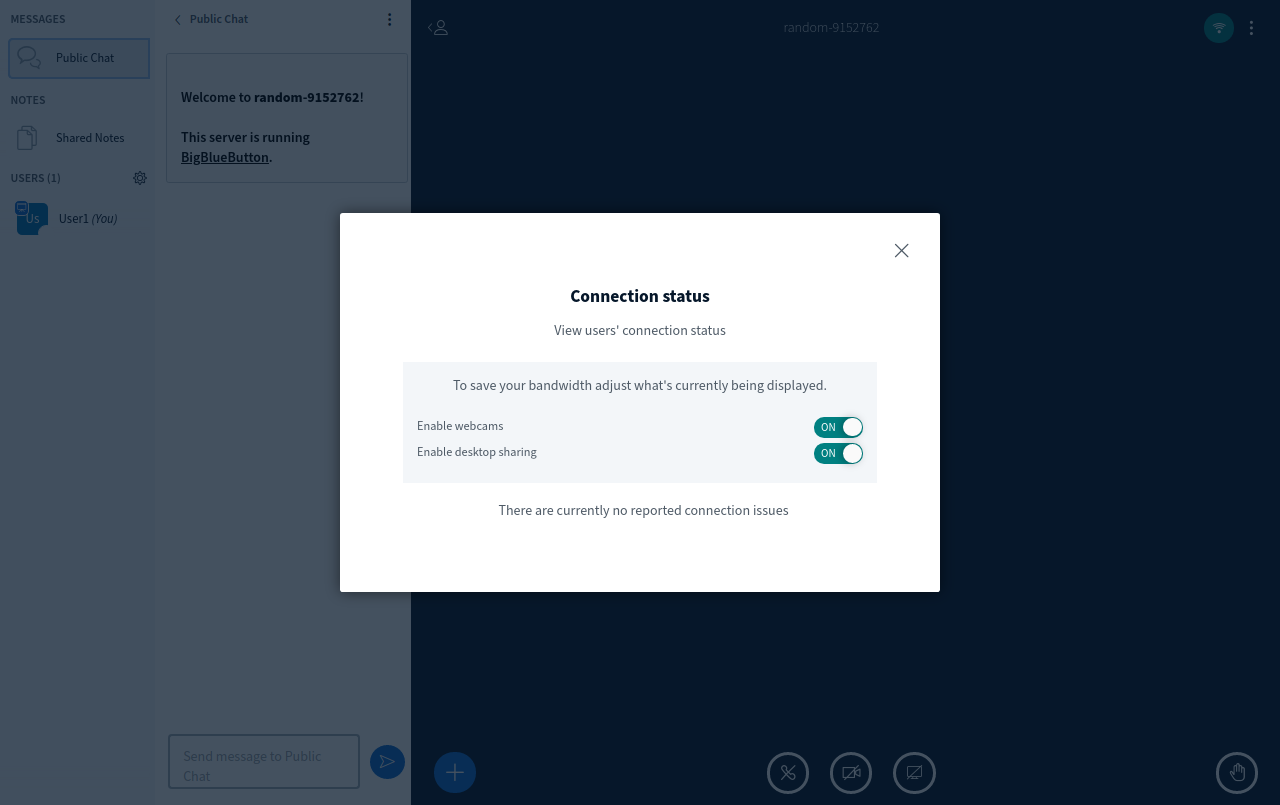 MESSAGES
Public Chat
NOTES
Shared Notes
USERS (1)
Us
User1 (You)
Public Chat
Welcome to random-9152762!
This server is running
BigBlueButton.
Send message to Public
Chat
random-9152762
Connection status
View users' connection status
To save your bandwidth adjust what's currently being displayed.
Enable webcams
ON
Enable desktop sharing
ON
There are currently no reported connection issues